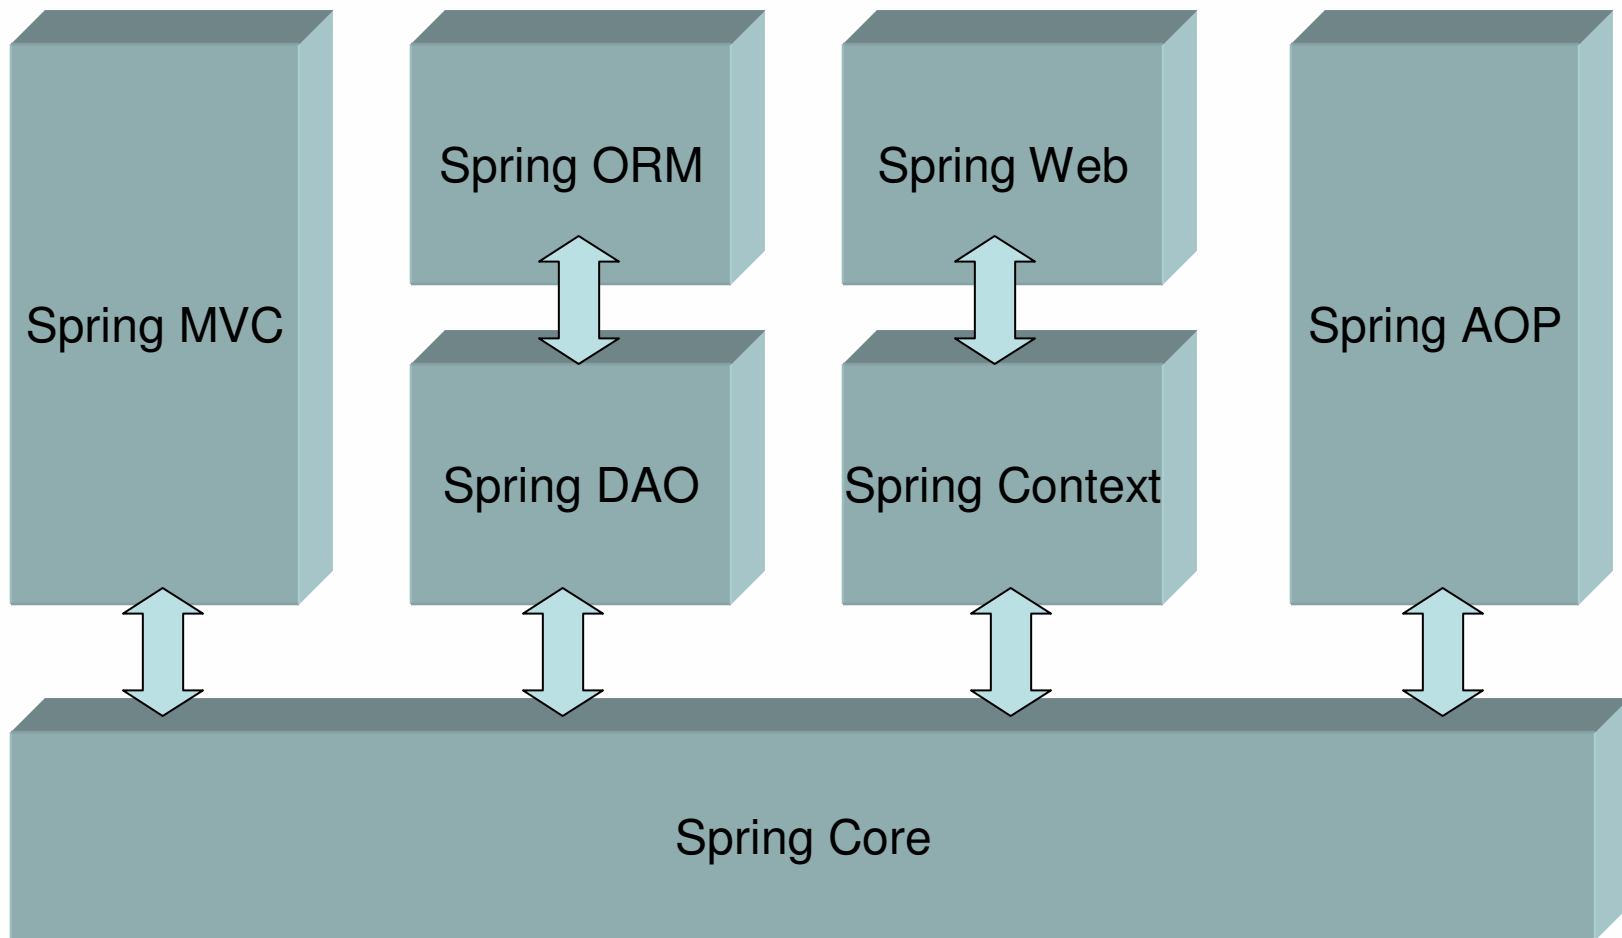 Spring ORM
Spring Web
Spring MVC
Spring AOP
Spring DAO
Spring Context
Spring Core